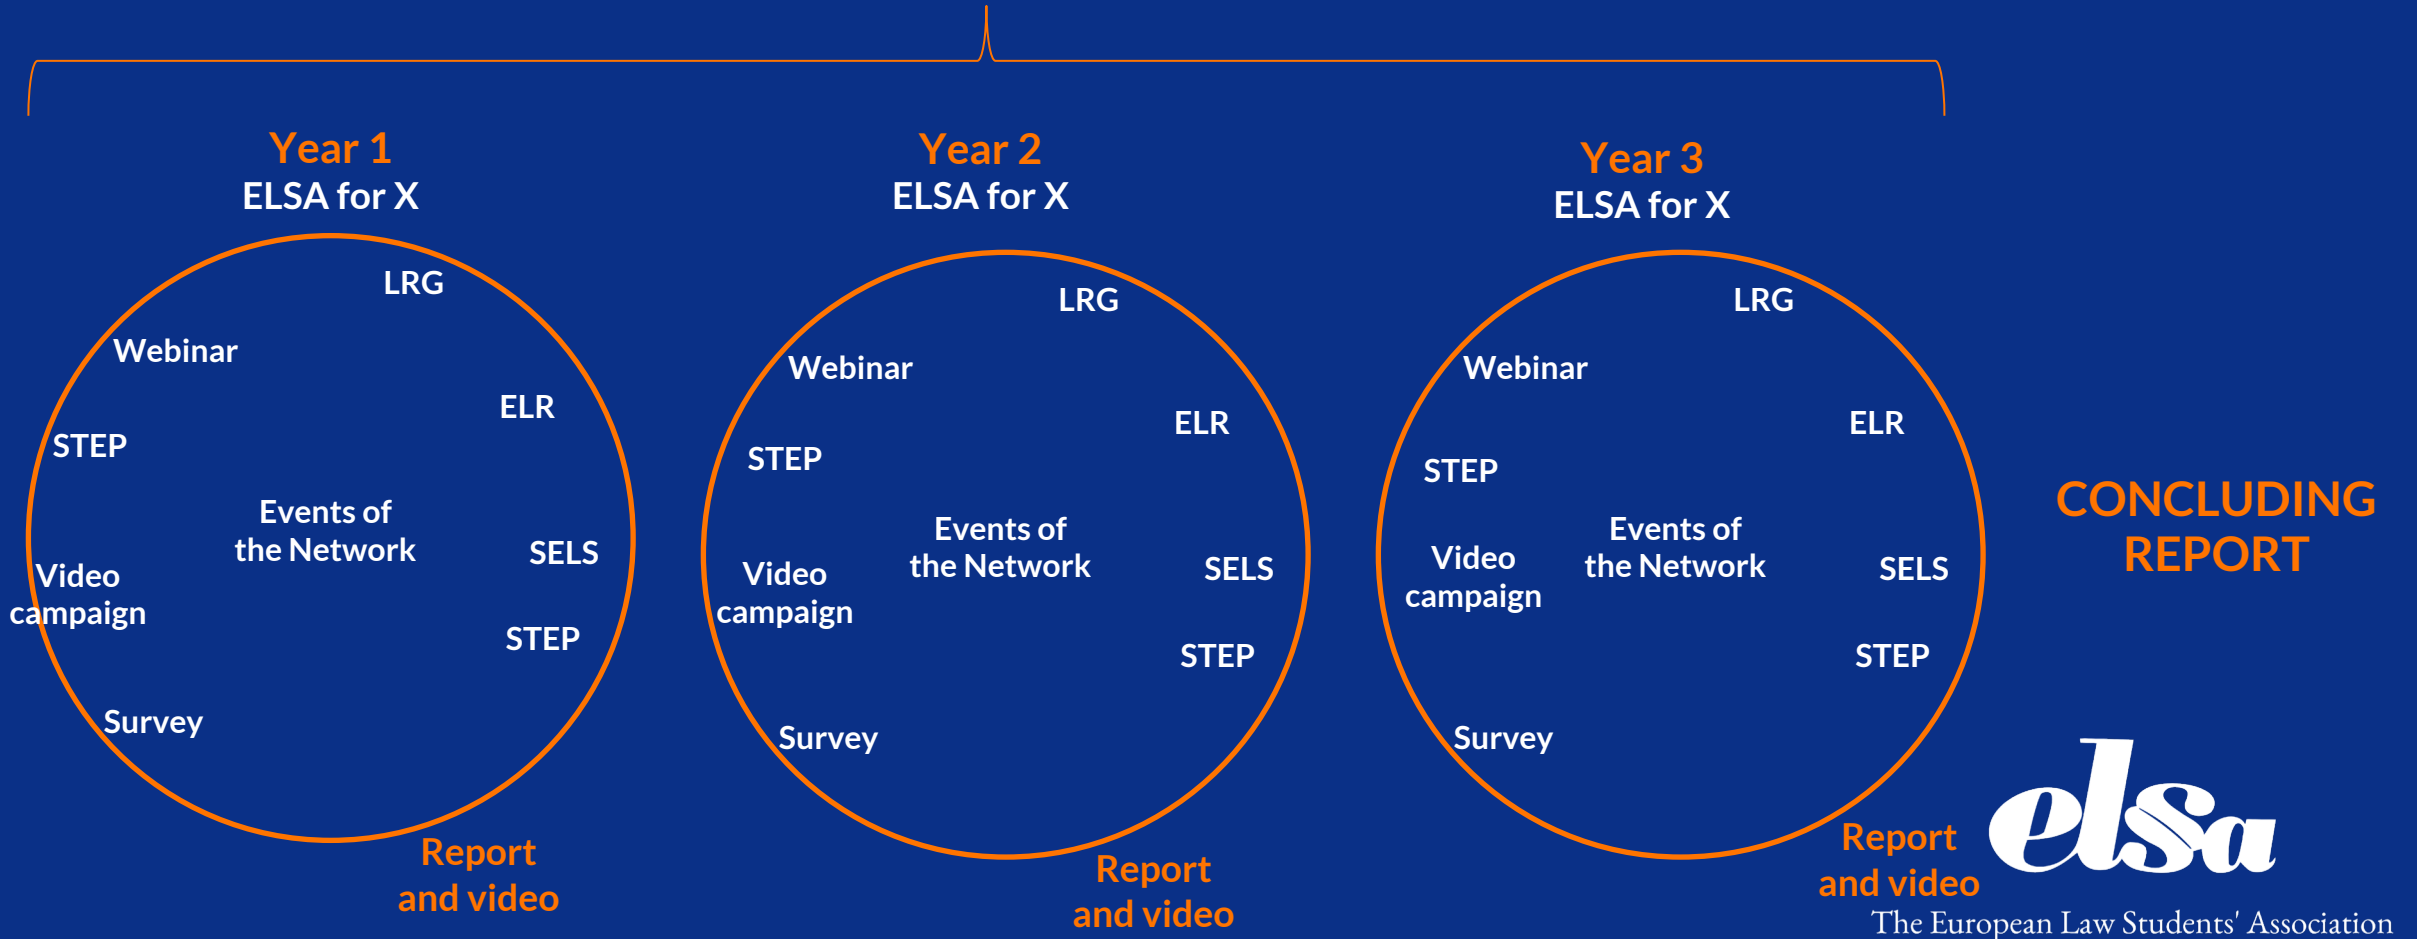 Year 1
ELSA for X
LRG
Webinar
ELR
STEP
Events of
the Network
SELS
Video
campaign
STEP
Survey
Report
and video
Year 2
ELSA for X
LRG
Webinar
ELR
STEP
Events of
the Network
SELS
Video
campaign
STEP
Survey
Report
and video
Year 3
ELSA for X
LRG
Webinar
ELR
STEP
Events of
the Network
SELS
Video
campaign
STEP
Survey
Report
and video
CONCLUDING
REPORT
elsa
The European Law Students' Association